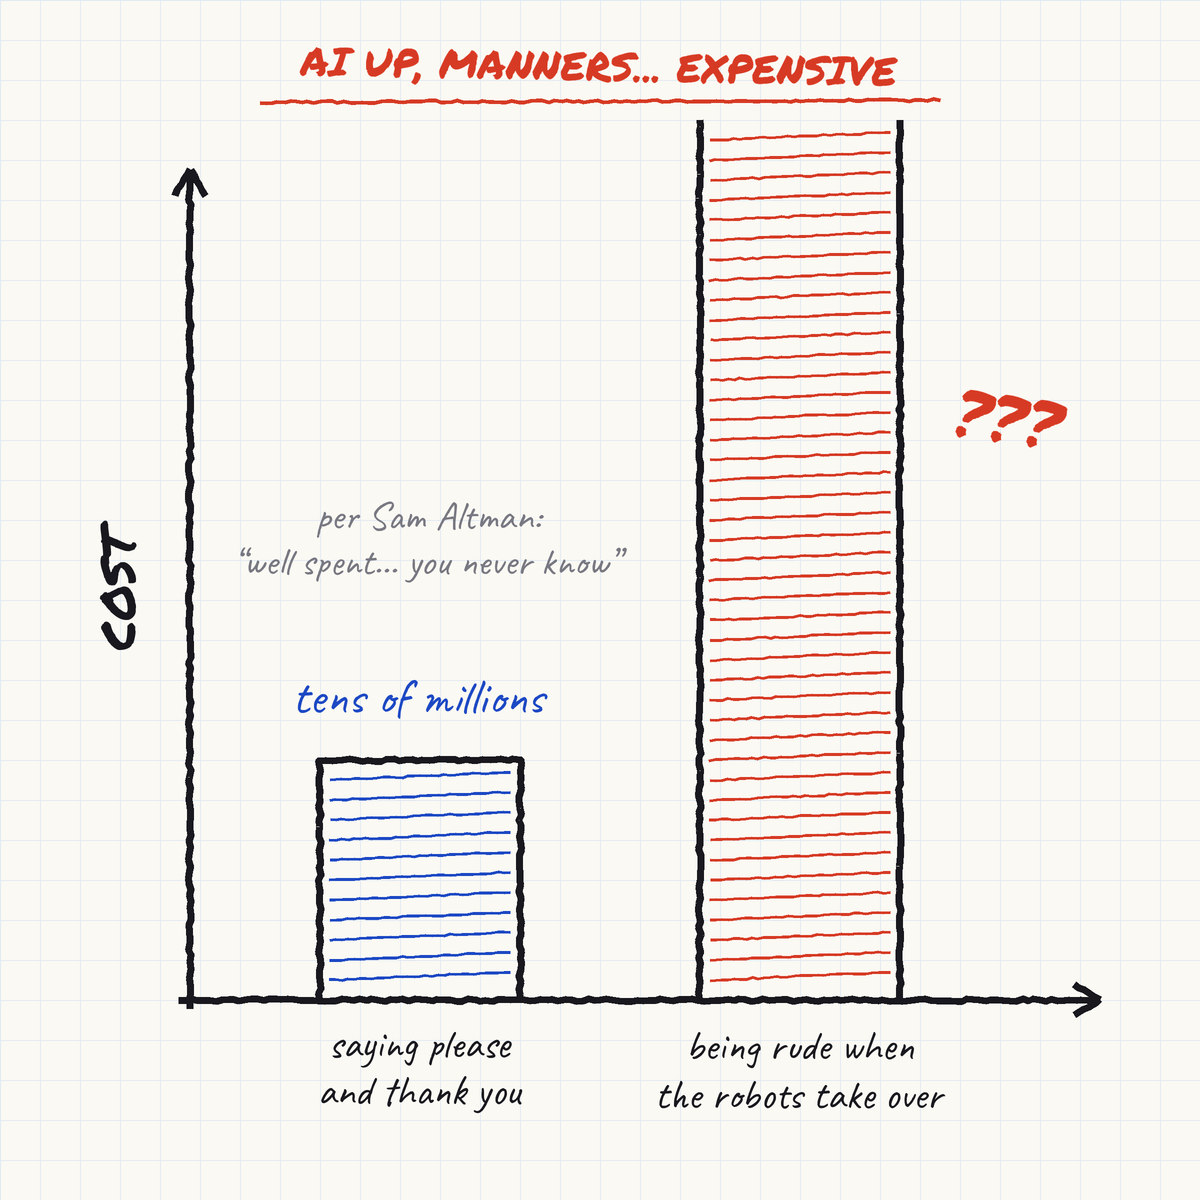 AI UP, MANNERS... EXPENSIVE
???
per Sam Altman:
“well spent... you never know”
COST
tens of millions
saying please
and thank you
being rude when
the robots take over